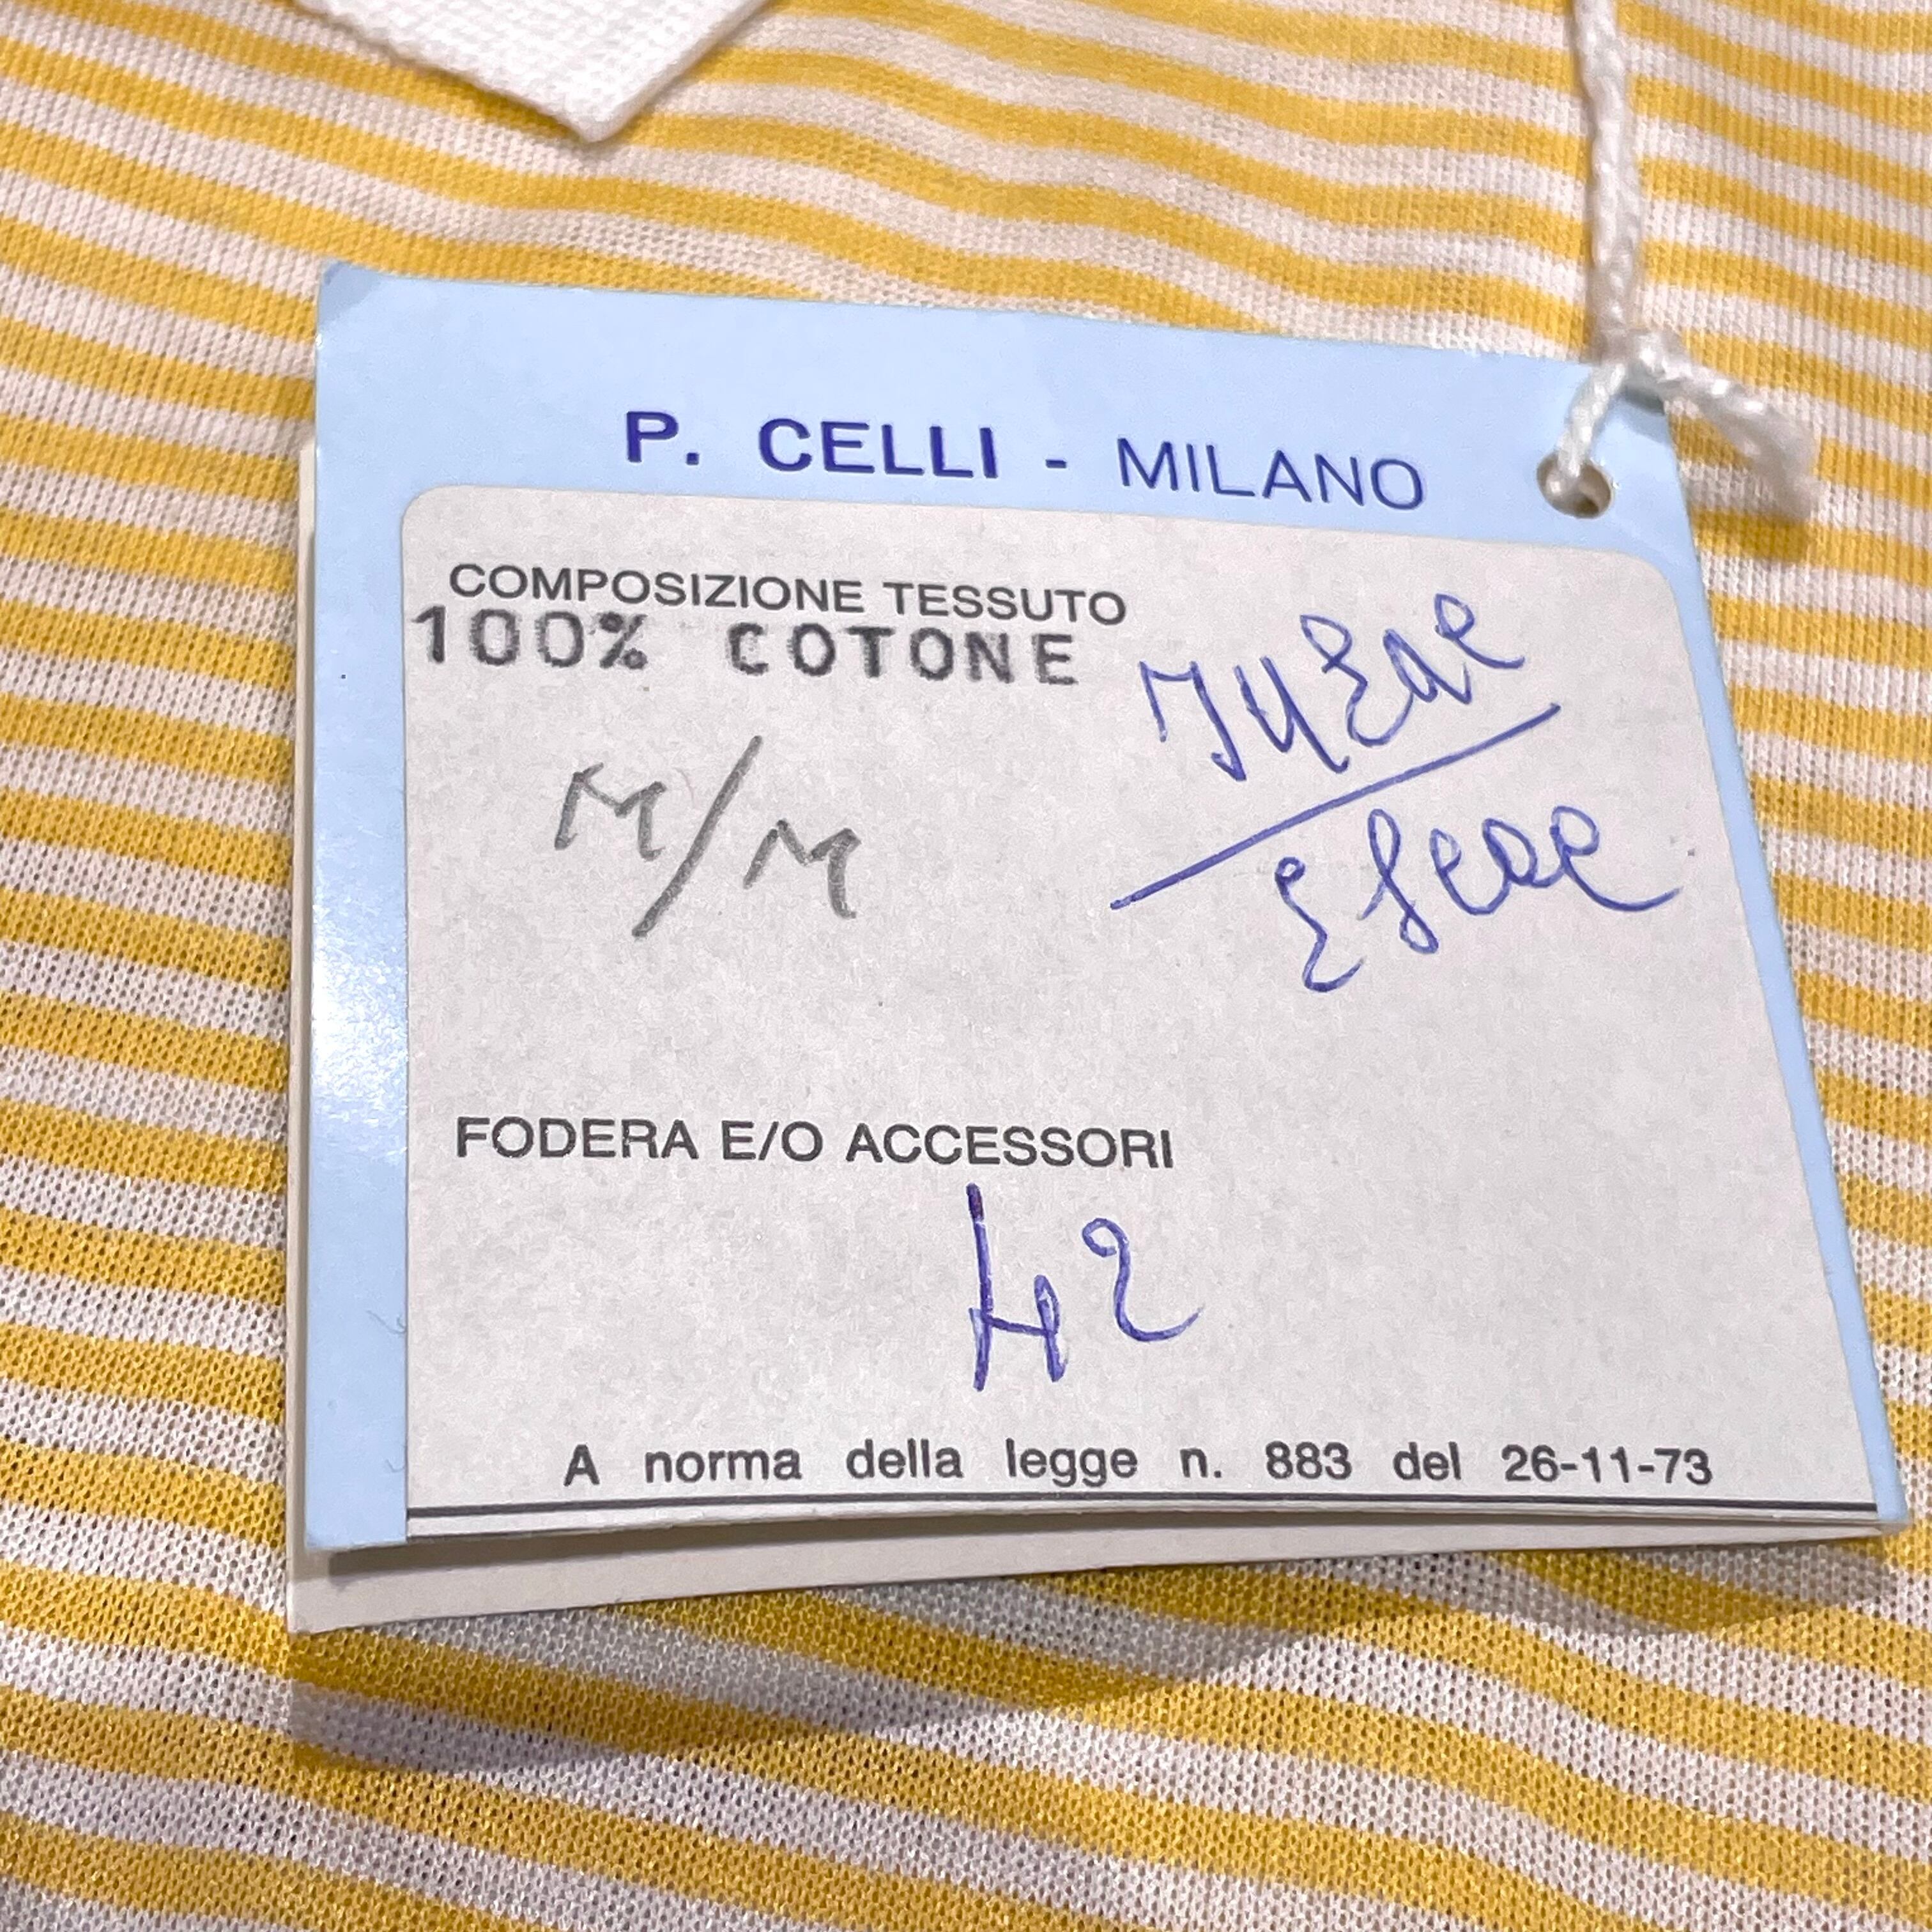 P. CELLI - MILANO
COMPOSIZIONE TESSUTO
100% COTONE
M/M
FODERA E/O ACCESSORI
42
A norma della legge n. 883 del 26-11-73